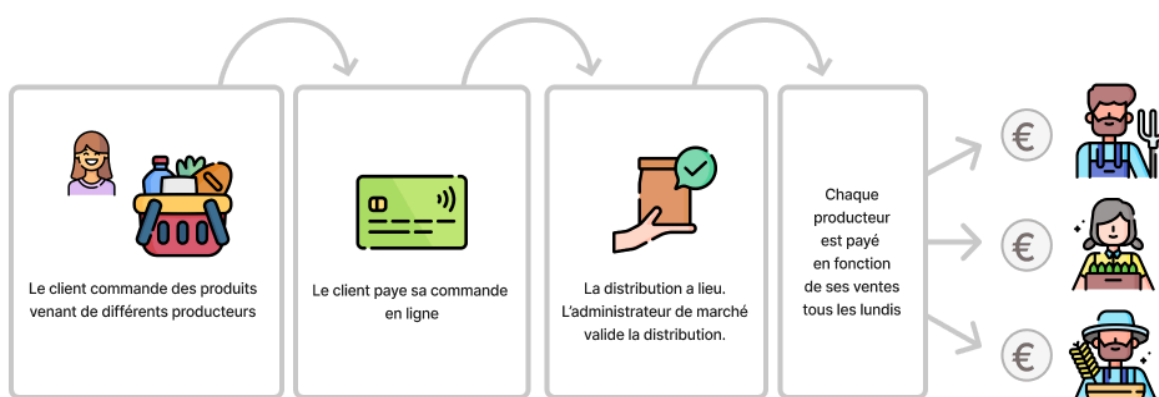 Le client commande des produits
venant de différents producteurs
Le client paye sa commande
en ligne
La distribution a lieu.
L'administrateur de marché
valide la distribution.
Chaque
producteur
est payé
en fonction
de ses ventes
tous les lundis
€
€
€